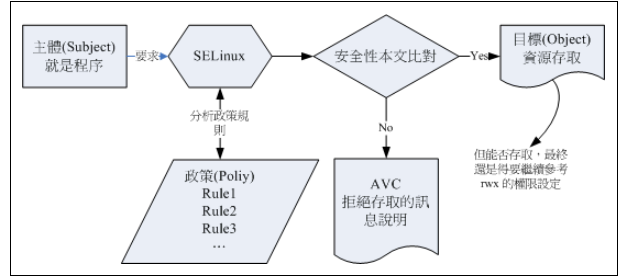 主體(Subject)
就是程序
要求
SELinux
安全性本文比對
Yes
目標(Object)
資源存取
分析政策規
則
No
但能否存取，最終
還是得要繼續參考
rwx 的權限設定
政策(Poliy)
Rule1
Rule2
Rule3
…
AVC
拒絕存取的訊
息說明